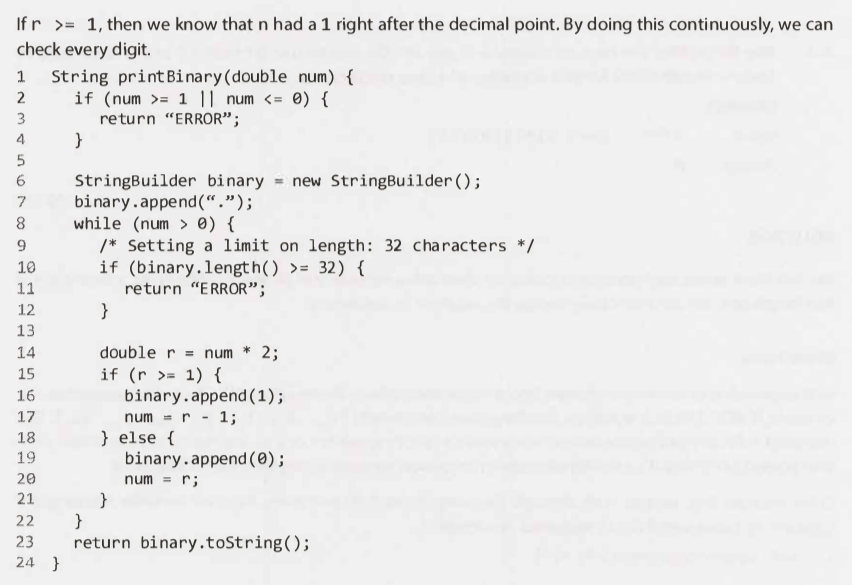 If r >= 1, then we know that n had a 1 right after the decimal point. By doing this continuously, we can
check every digit.
1 String printBinary(double num) {
2 if (num >= 1 || num <= 0) {
3 return “ERROR”;
4 }
5
6 StringBuilder binary = new StringBuilder();
7 binary.append(“.”);
8 while (num > 0) {
9 /* Setting a limit on length: 32 characters */
10 if (binary.length() >= 32) {
11 return “ERROR”;
12 }
13
14 double r = num * 2;
15 if (r >= 1) {
16 binary.append(1);
17 num = r - 1;
18 } else {
19 binary.append(0);
20 num = r;
21 }
22 }
23 return binary.toString();
24 }